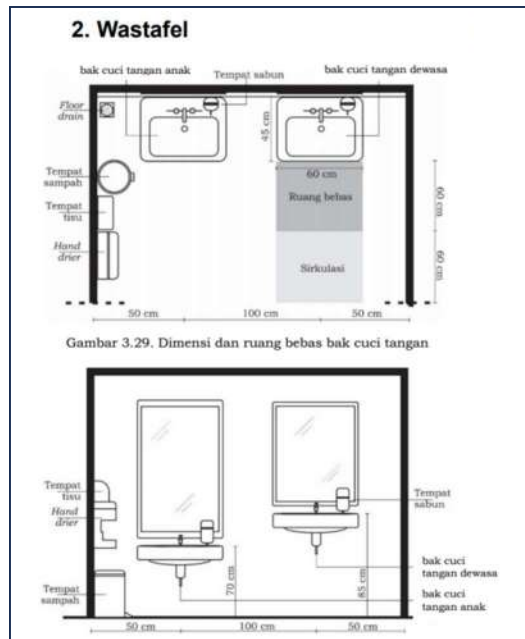 2. Wastafel
bak cuci tangan anak
Tempat sabun
bak cuci tangan dewasa
Floor
drain
45 cm
Tempat
sampah
60 cm
Ruang bebas
60 cm
Tempat
tisu
Hand
drier
Sirkulasi
60 cm
50 cm
100 cm
50 cm
Gambar 3.29. Dimensi dan ruang bebas bak cuci tangan
Tempat
tisu
Hand
drier
Tempat
sabun
Tempat
sampah
70 cm
85 cm
bak cuci
tangan dewasa
bak cuci
tangan anak
50 cm
100 cm
50 cm